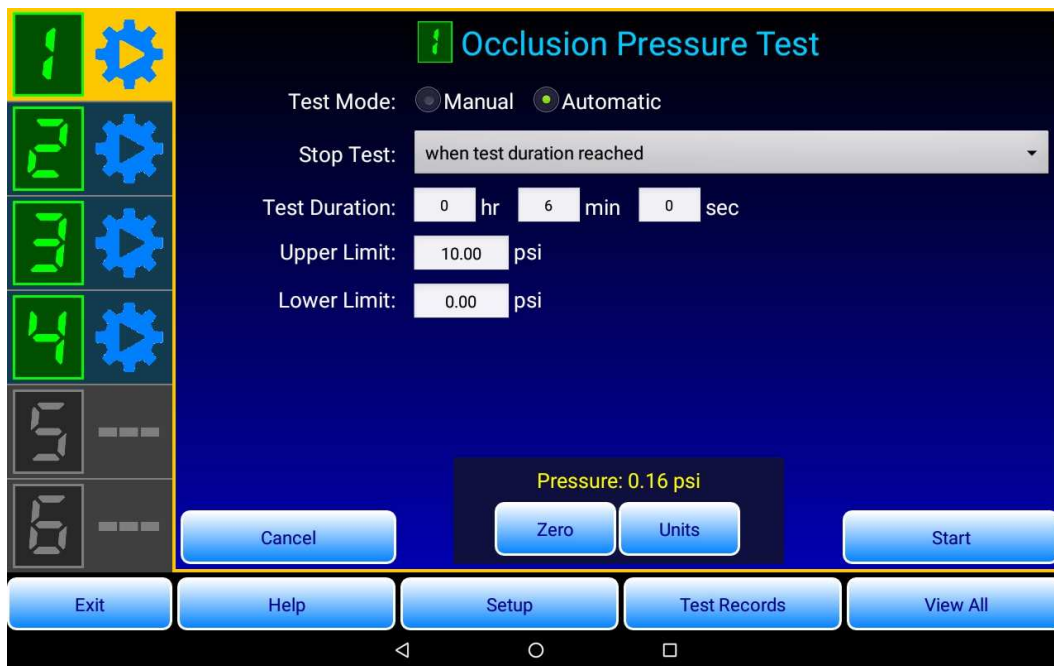 1 Occlusion Pressure Test
Test Mode: Manual Automatic
Stop Test: when test duration reached
Test Duration: 0 hr 6 min 0 sec
Upper Limit: 10.00 psi
Lower Limit: 0.00 psi
Pressure: 0.16 psi
Zero Units
Cancel Start
1
2
3
4
5 ---
6 ---
Exit Help Setup Test Records View All